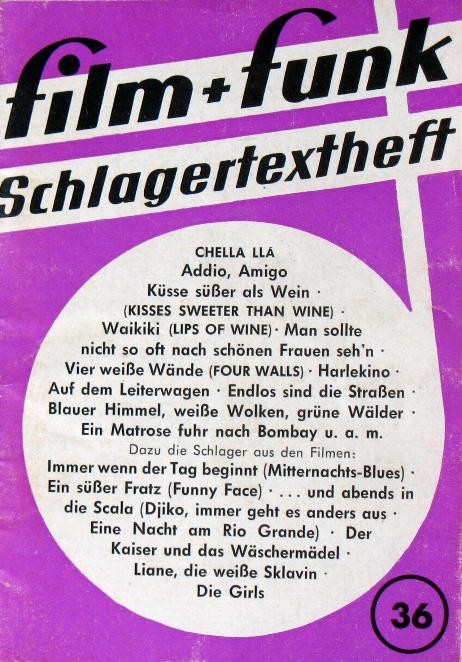 film + funk
Schlagertextheft
CHELLA LLÁ
Addio, Amigo
Küsse süßer als Wein ·
(KISSES SWEETER THAN WINE) ·
Waikiki (LIPS OF WINE) · Man sollte
nicht so oft nach schönen Frauen seh'n ·
Vier weiße Wände (FOUR WALLS) · Harlekino ·
Auf dem Leiterwagen · Endlos sind die Straßen ·
Blauer Himmel, weiße Wolken, grüne Wälder ·
Ein Matrose fuhr nach Bombay u. a. m.
Dazu die Schlager aus den Filmen:
Immer wenn der Tag beginnt (Mitternachts-Blues) ·
Ein süßer Fratz (Funny Face) · ... und abends in
die Scala (Djiko, immer geht es anders aus ·
Eine Nacht am Rio Grande) · Der
Kaiser und das Wäschermädel ·
Liane, die weiße Sklavin ·
Die Girls
36